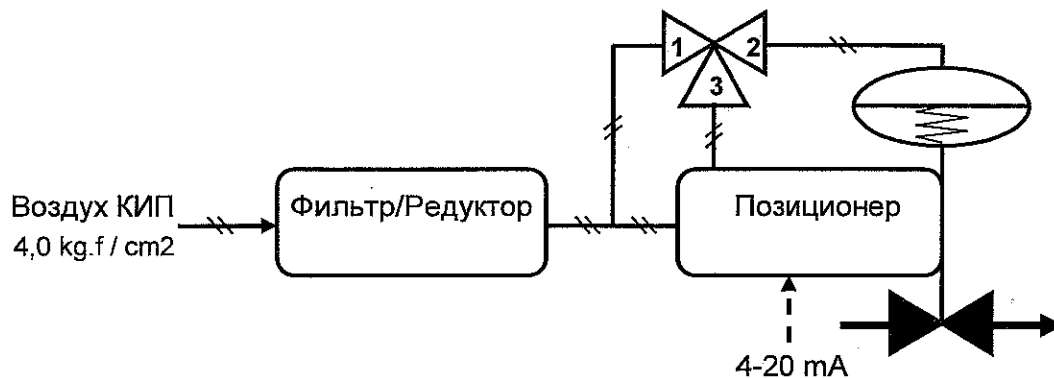 1 2
3
Воздух КИП
4,0 kg.f / cm2
Фильтр/Редуктор
Позиционер
4-20 mA